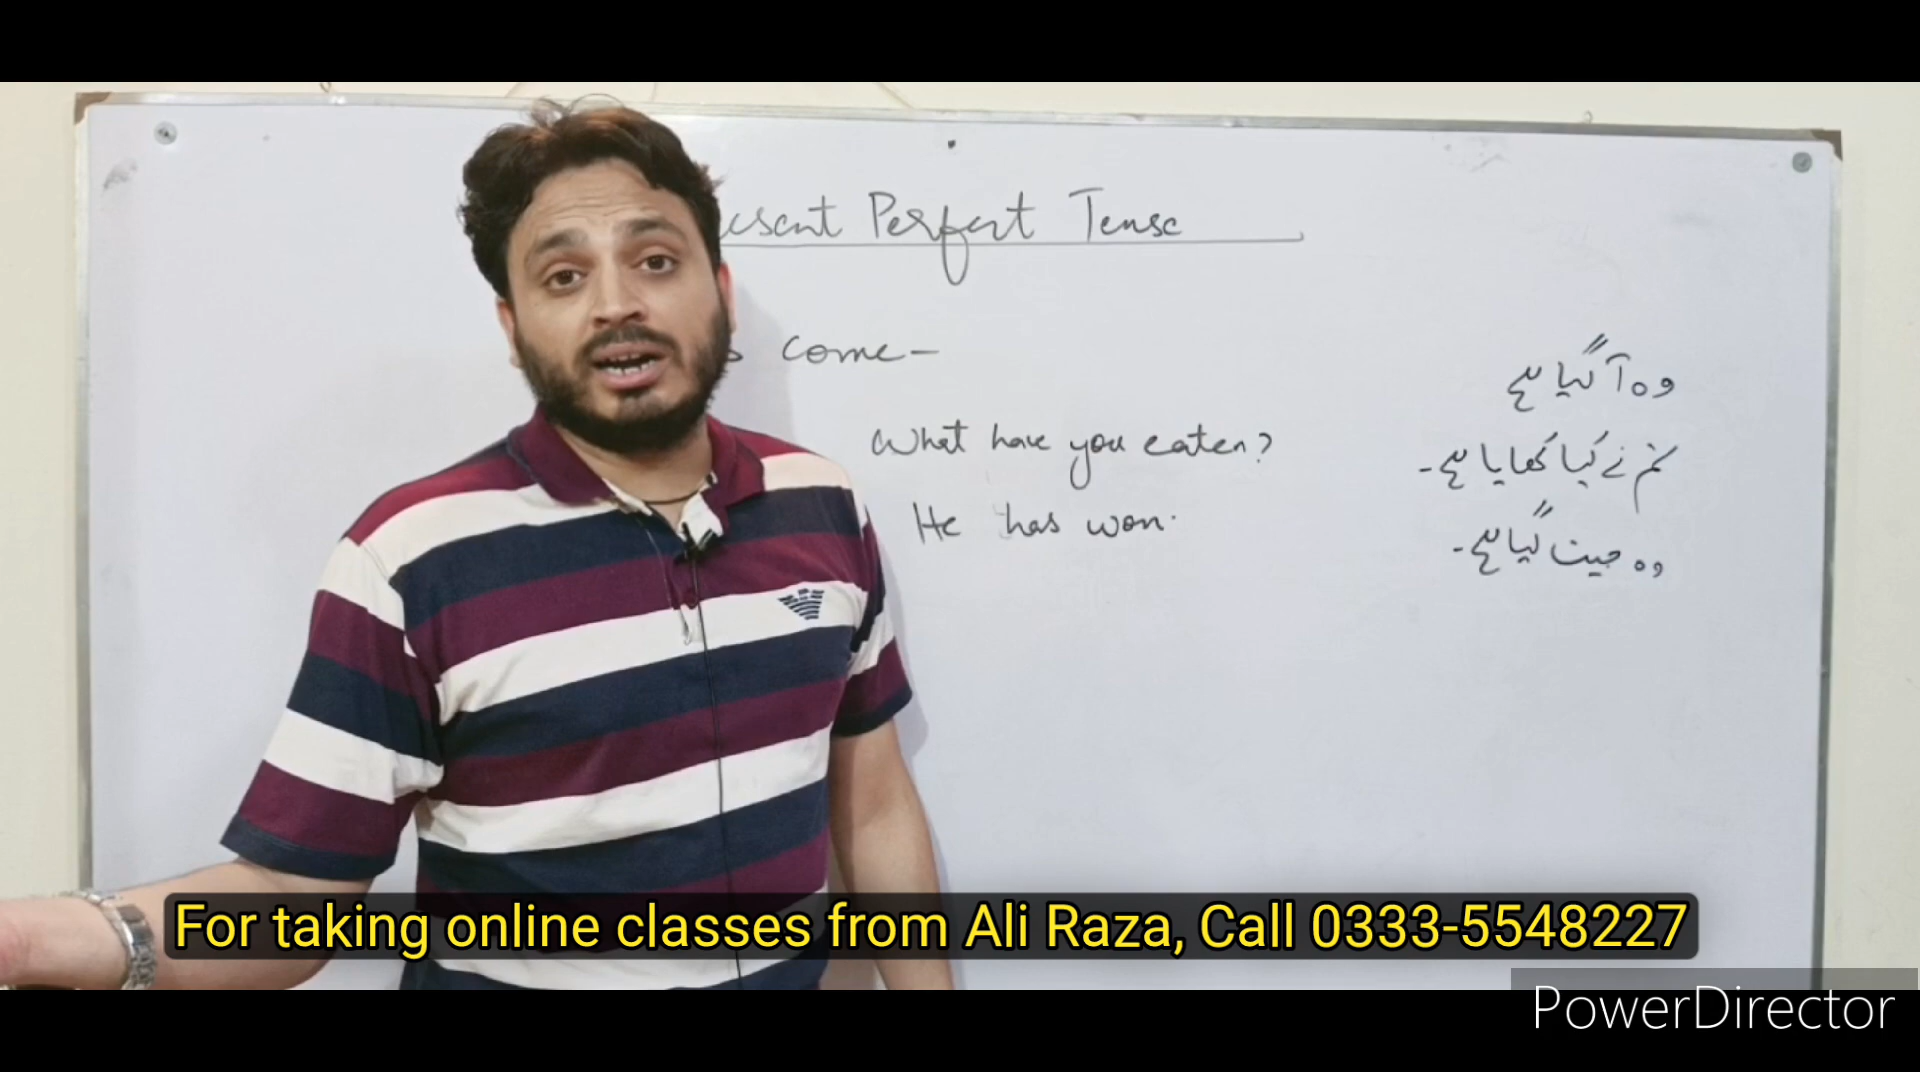 Present Perfect Tense
come -
وہ آ گیا ہے
What have you eaten?
تم نے کیا کھایا ہے -
He has won.
وہ جیت گیا ہے -
For taking online classes from Ali Raza, Call 0333-5548227
PowerDirector